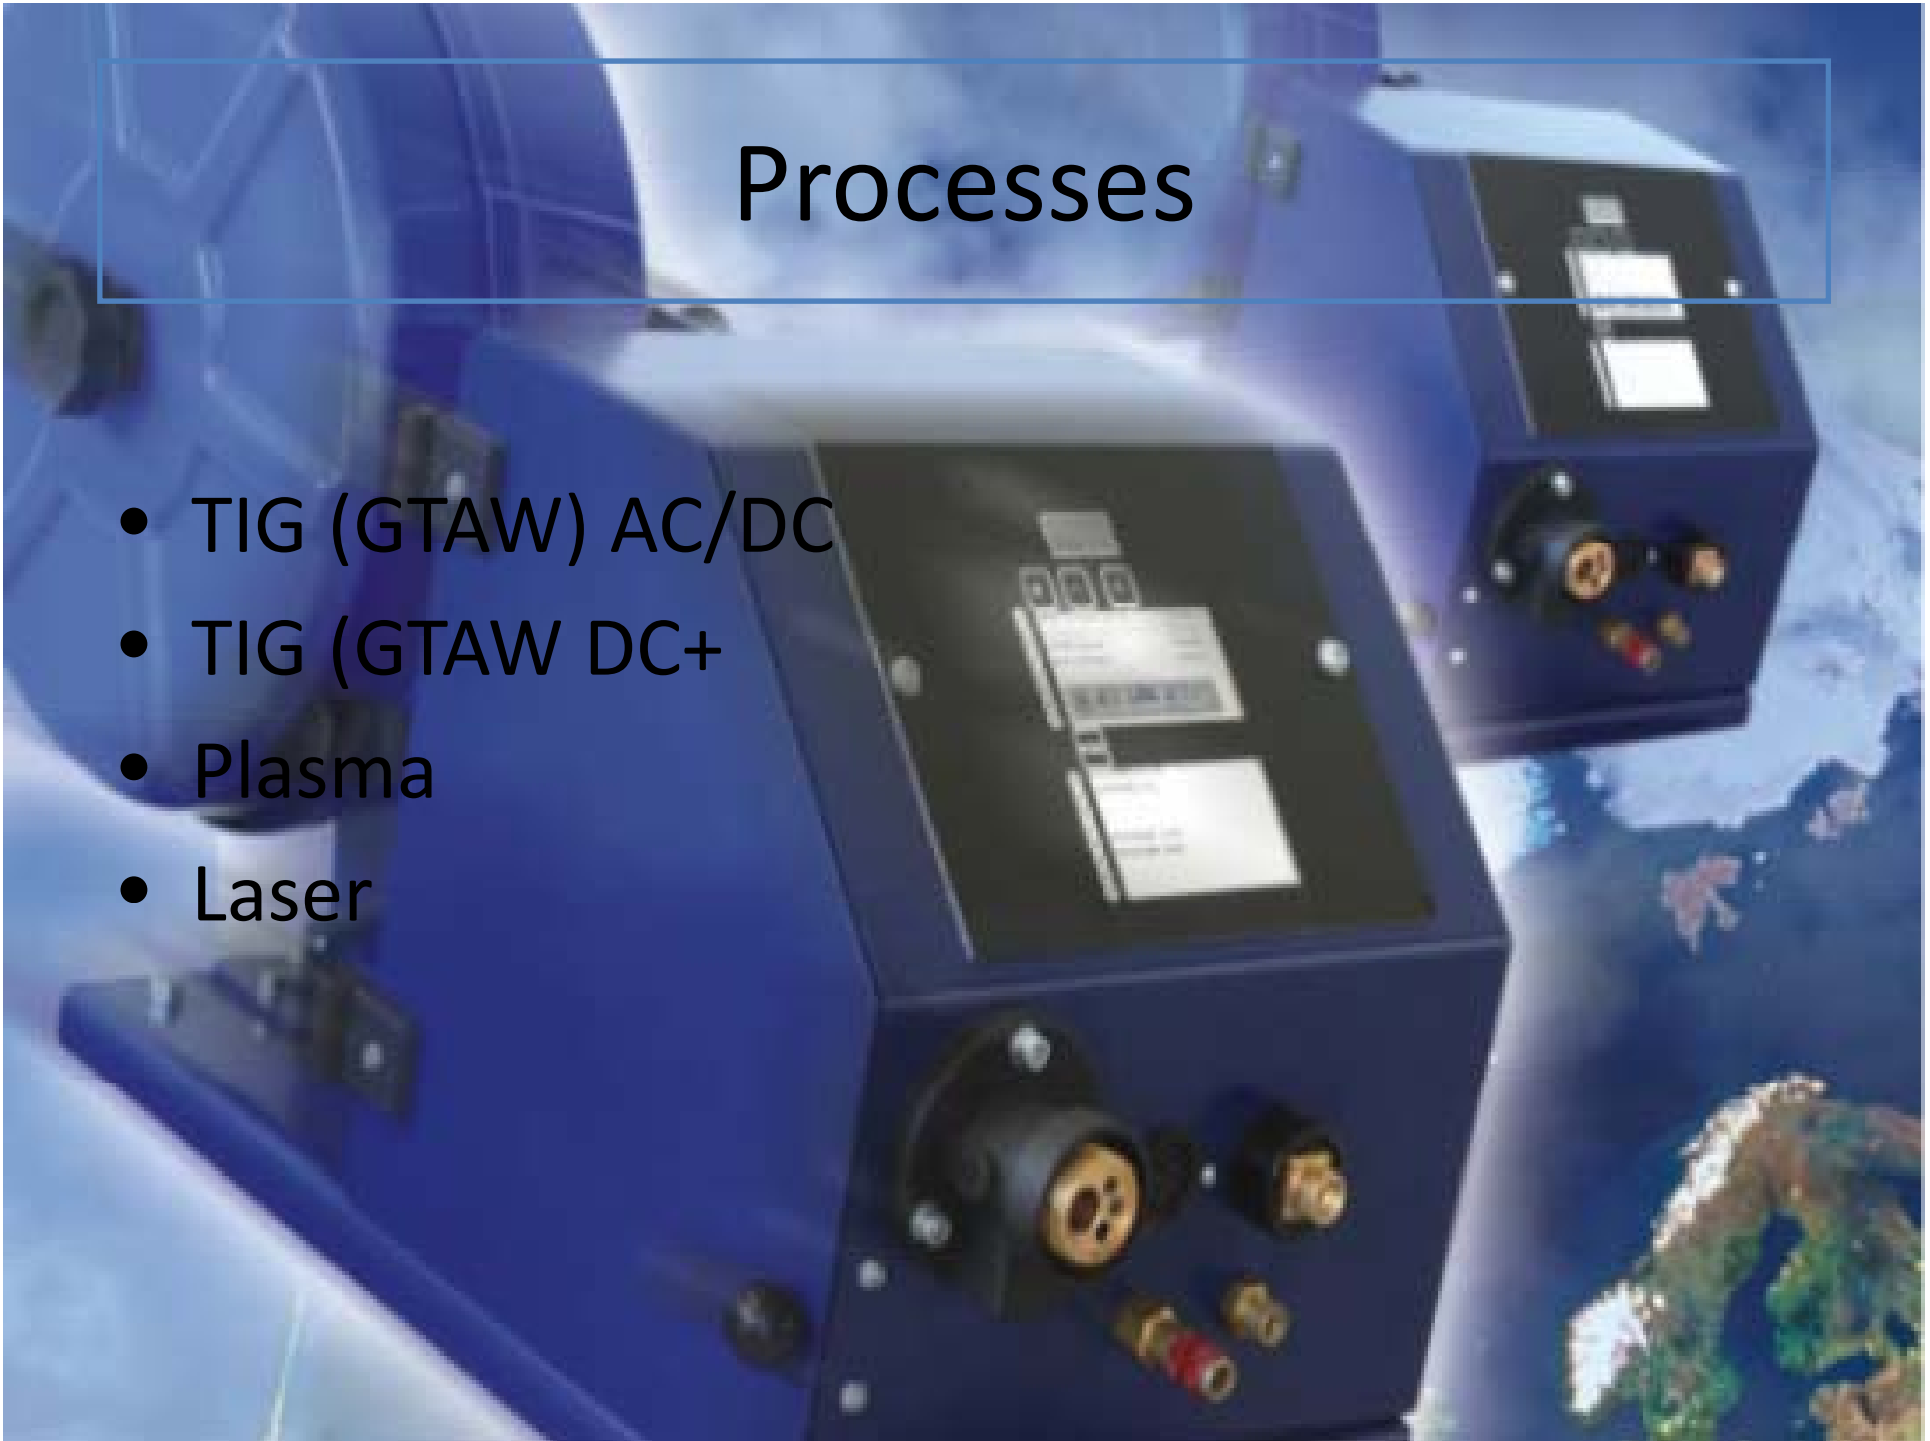 Processes
• TIG (GTAW) AC/DC
• TIG (GTAW DC+
• Plasma
• Laser